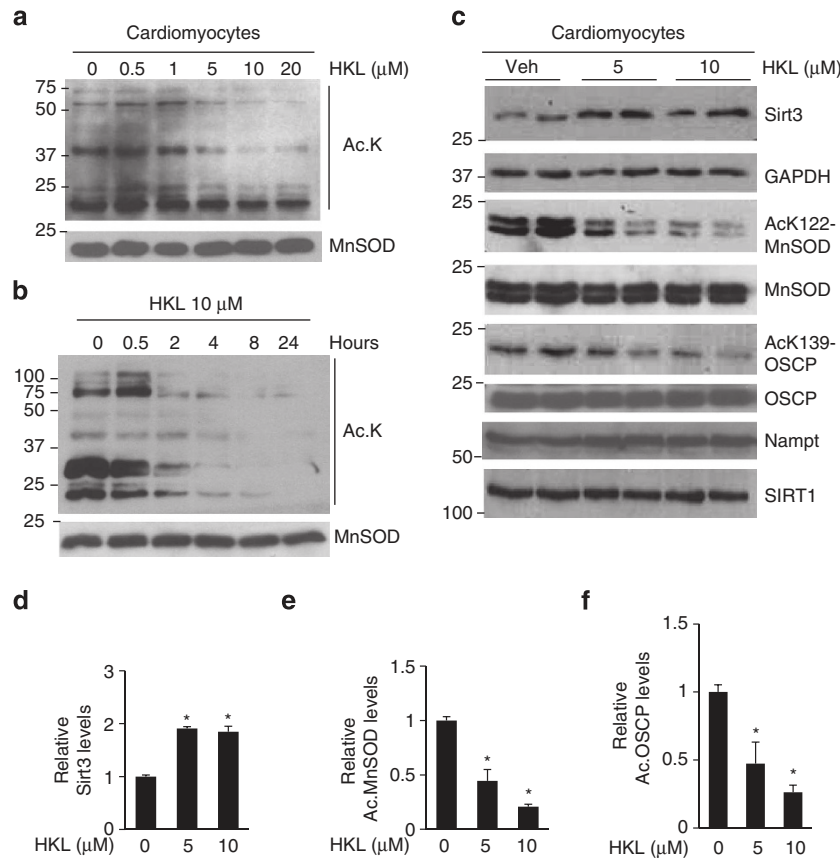 a
Cardiomyocytes
0 0.5 1 5 10 20 HKL (μM)
75
50
37
25
Ac.K
25
MnSOD
b
HKL 10 μM
0 0.5 2 4 8 24 Hours
100
75
50
37
25
Ac.K
25
MnSOD
c
Cardiomyocytes
Veh 5 10 HKL (μM)
Sirt3
25
GAPDH
37
25
AcK122-
MnSOD
25
MnSOD
25
AcK139-
OSCP
25
OSCP
Nampt
50
SIRT1
100
d
Relative
Sirt3 levels
3
2
1
0
* *
HKL (μM) 0 5 10
e
Relative
Ac.MnSOD levels
1.5
1
0.5
0
* *
HKL (μM) 0 5 10
f
Relative
Ac.OSCP levels
1.5
1
0.5
0
* *
HKL (μM) 0 5 10